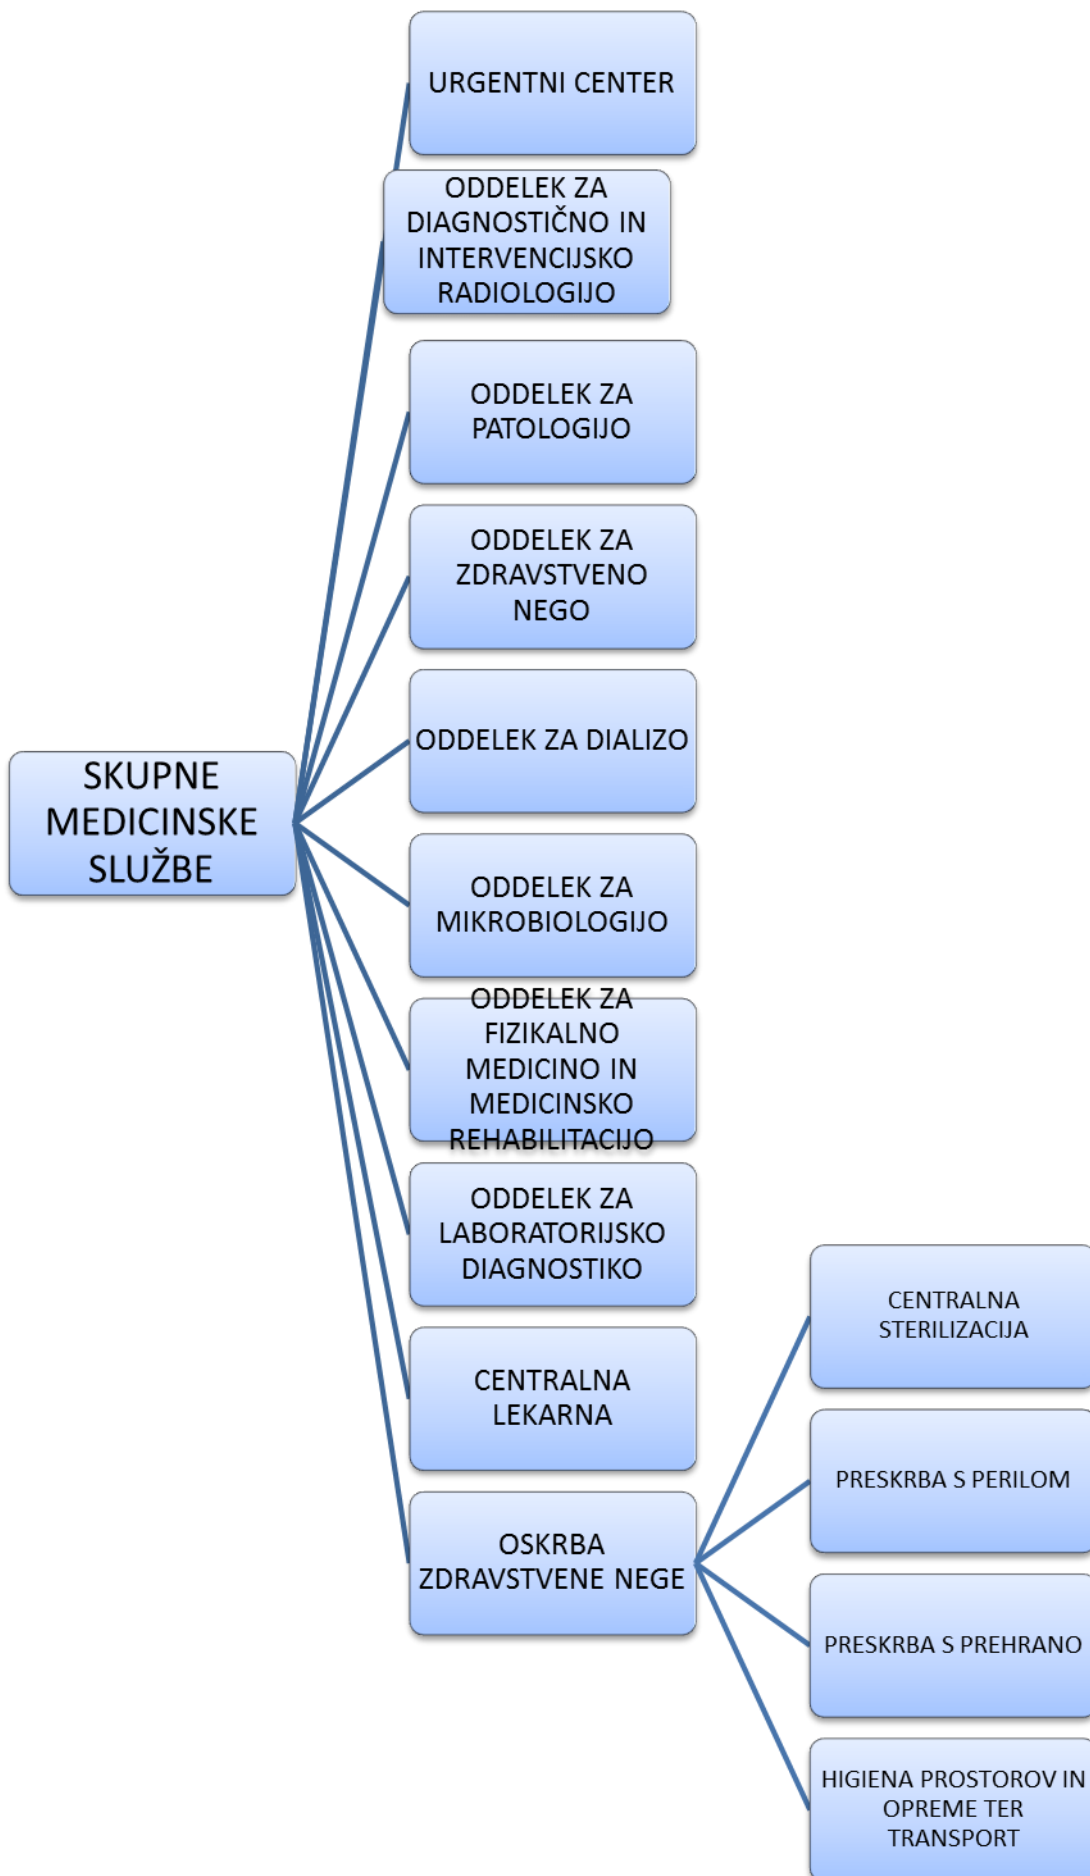 URGENTNI CENTER
ODDELEK ZA
DIAGNOSTIČNO IN
INTERVENCIJSKO
RADIOLOGIJO
ODDELEK ZA
PATOLOGIJO
ODDELEK ZA
ZDRAVSTVENO
NEGO
ODDELEK ZA DIALIZO
SKUPNE
MEDICINSKE
SLUŽBE
ODDELEK ZA
MIKROBIOLOGIJO
ODDELEK ZA
FIZIKALNO
MEDICINO IN
MEDICINSKO
REHABILITACIJO
ODDELEK ZA
LABORATORIJSKO
DIAGNOSTIKO
CENTRALNA
LEKARNA
OSKRBA
ZDRAVSTVENE NEGE
CENTRALNA
STERILIZACIJA
PRESKRBA S PERILOM
PRESKRBA S PREHRANO
HIGIENA PROSTOROV IN
OPREME TER
TRANSPORT